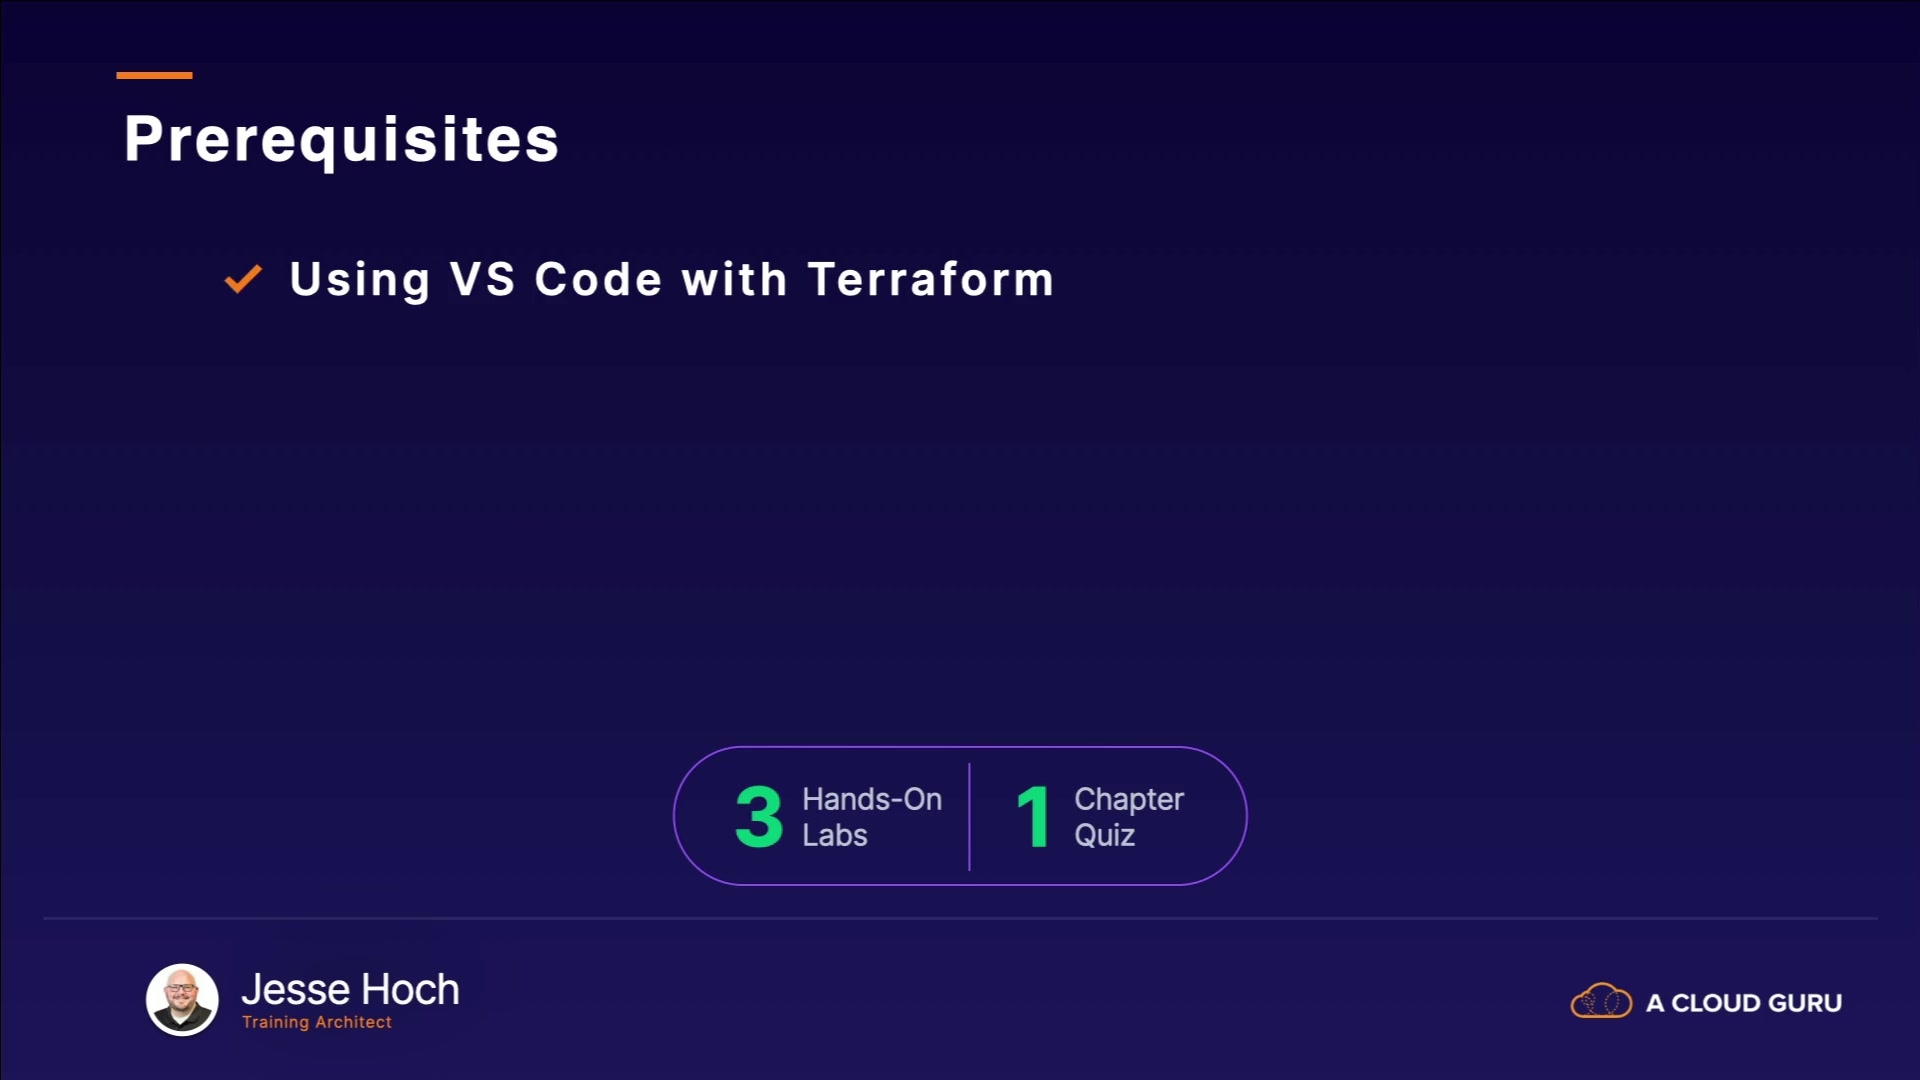 Prerequisites
Using VS Code with Terraform
3 Hands-On
Labs
1 Chapter
Quiz
Jesse Hoch
Training Architect
A CLOUD GURU